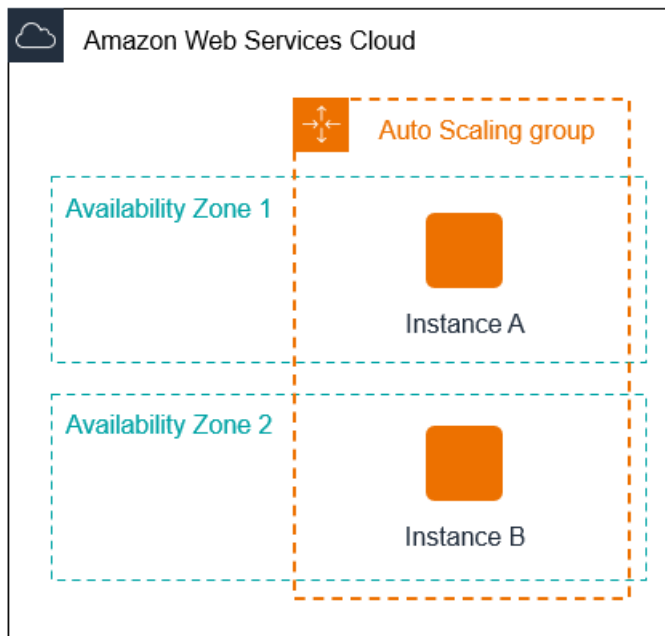 Amazon Web Services Cloud
Auto Scaling group
Availability Zone 1
Instance A
Availability Zone 2
Instance B